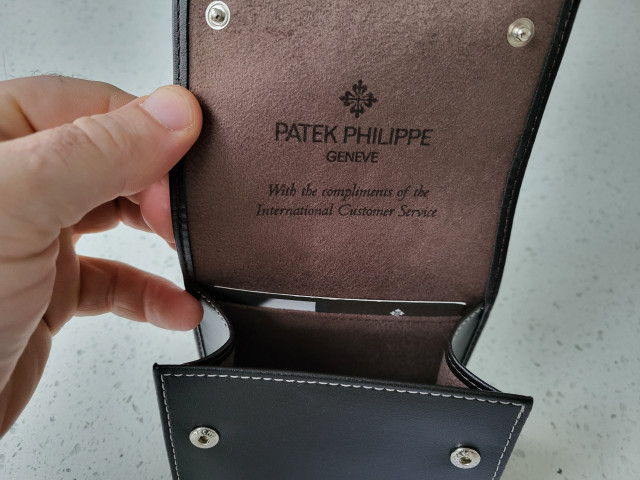 PATEK PHILIPPE
GENEVE
With the compliments of the
International Customer Service